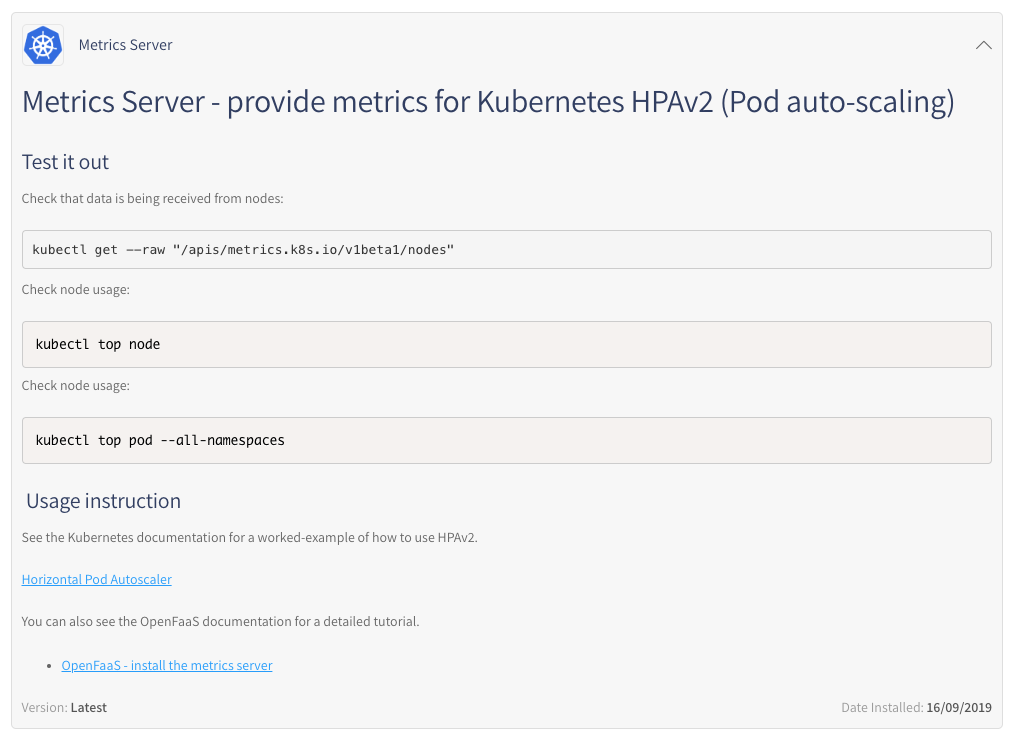 Metrics Server
Metrics Server - provide metrics for Kubernetes HPAv2 (Pod auto-scaling)
Test it out
Check that data is being received from nodes:
kubectl get --raw "/apis/metrics.k8s.io/v1beta1/nodes"
Check node usage:
kubectl top node
Check node usage:
kubectl top pod --all-namespaces
Usage instruction
See the Kubernetes documentation for a worked-example of how to use HPAv2.
Horizontal Pod Autoscaler
You can also see the OpenFaaS documentation for a detailed tutorial.
• OpenFaaS - install the metrics server
Version: Latest
Date Installed: 16/09/2019